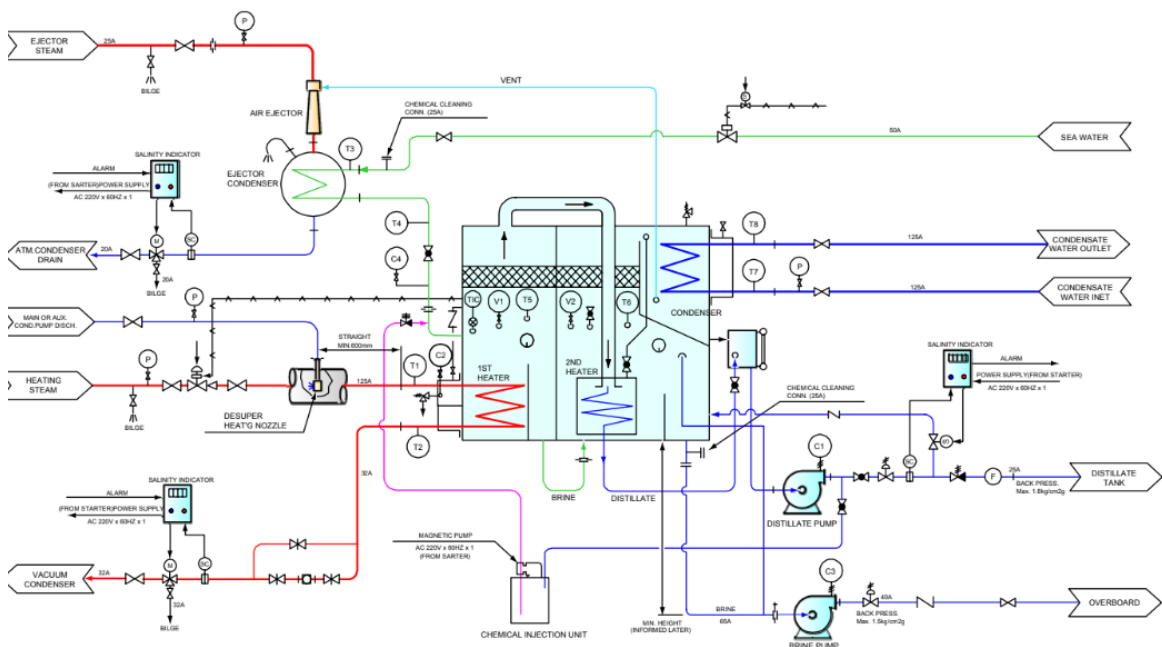 EJECTOR
STEAM
25A
P
BILGE
AIR EJECTOR
VENT
CHEMICAL CLEANING
CONN. (25A)
S
50A
SEA WATER
SALINITY INDICATOR
ALARM
(FROM SARTER)POWER SUPPLY
AC 220V x 60HZ x 1
EJECTOR
CONDENSER
T3
T4
C4
M
SC
ATM.CONDENSER
DRAIN
20A
20A
BILGE
T8
125A
CONDENSATE
WATER OUTLET
T7
P
125A
CONDENSATE
WATER INET
TIC
V1
T5
V2
T6
CONDENSER
P
MAIN OR AUX.
COND.PUMP DISCH.
STRAIGHT
MIN.600mm
P
HEATING
STEAM
BILGE
125A
T1
C2
T2
1ST
HEATER
2ND
HEATER
DESUPER
HEAT'G NOZZLE
SALINITY INDICATOR
ALARM
POWER SUPPLY(FROM STARTER)
AC 220V x 60HZ x 1
CHEMICAL CLEANING
CONN. (25A)
32A
BRINE
DISTILLATE
C1
SC
F
25A
BACK PRESS.
Max. 1.8kg/cm2g
DISTILLATE
TANK
DISTILLATE PUMP
SALINITY INDICATOR
ALARM
(FROM STARTER)POWER SUPPLY
AC 220V x 60HZ x 1
MAGNETIC PUMP
AC 220V x 60HZ x 1
(FROM SARTER)
M
SC
VACUUM
CONDENSER
32A
32A
BILGE
CHEMICAL INJECTION UNIT
MIN. HEIGHT
(INFORMED LATER)
BRINE
65A
C3
40A
BACK PRESS.
OVERBOARD
BRINE PUMP